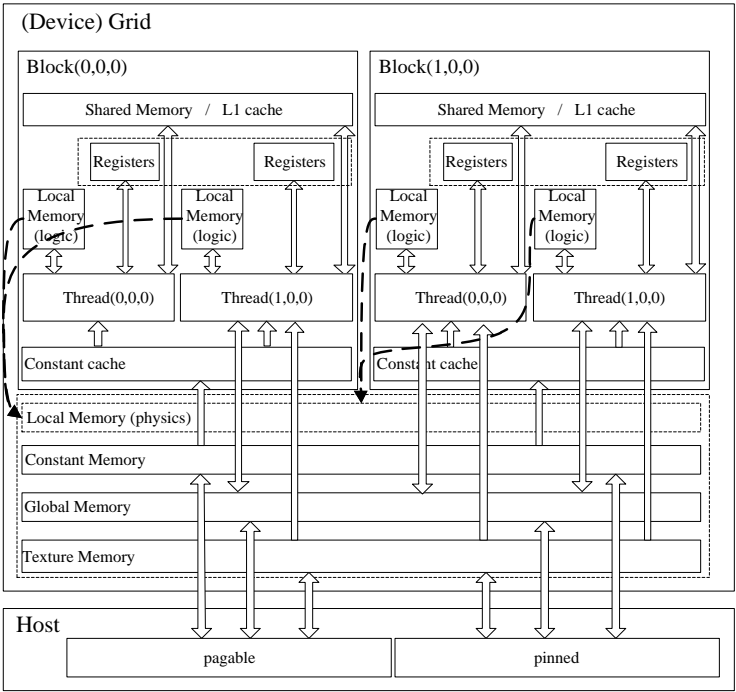 (Device) Grid
Block(0,0,0)
Block(1,0,0)
Shared Memory / L1 cache
Shared Memory / L1 cache
Registers
Registers
Registers
Registers
Local
Memory
(logic)
Local
Memory
(logic)
Local
Memory
(logic)
Local
Memory
(logic)
Thread(0,0,0)
Thread(1,0,0)
Thread(0,0,0)
Thread(1,0,0)
Constant cache
Constant cache
Local Memory (physics)
Constant Memory
Global Memory
Texture Memory
Host
pagable
pinned